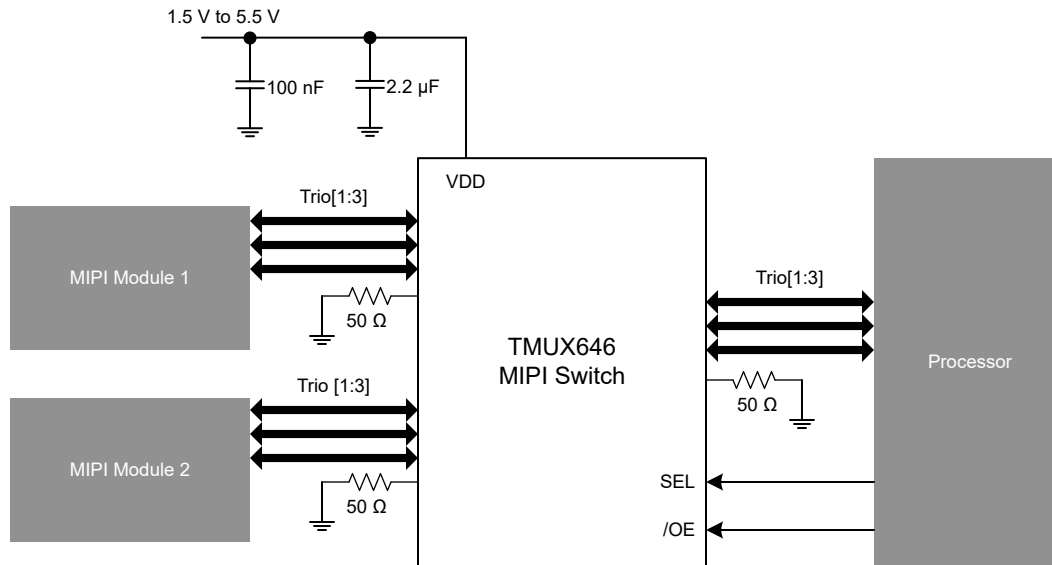 1.5 V to 5.5 V
100 nF
2.2 µF
VDD
Trio[1:3]
MIPI Module 1
50 Ω
Trio[1:3]
TMUX646
MIPI Switch
Processor
50 Ω
Trio [1:3]
MIPI Module 2
50 Ω
SEL
/OE